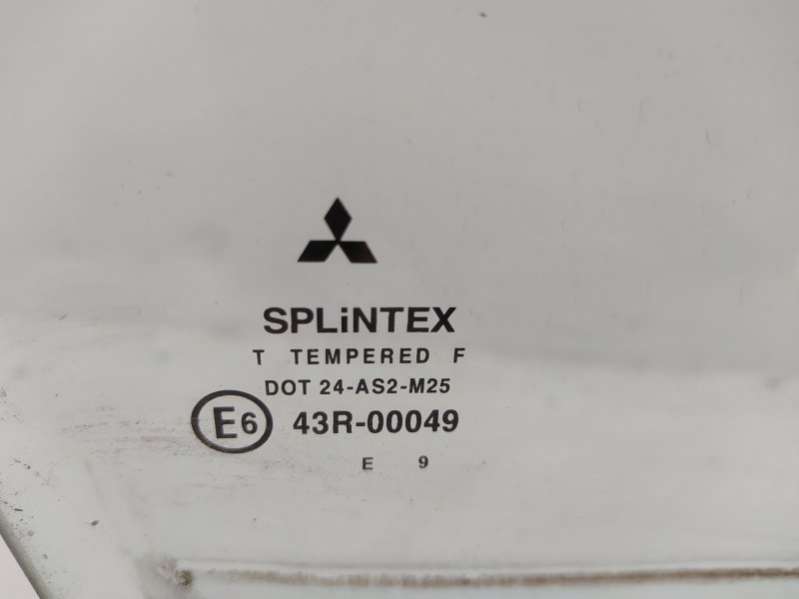 SPLiNTEX
T TEMPERED F
DOT 24-AS2-M25
E6 43R-00049
E 9